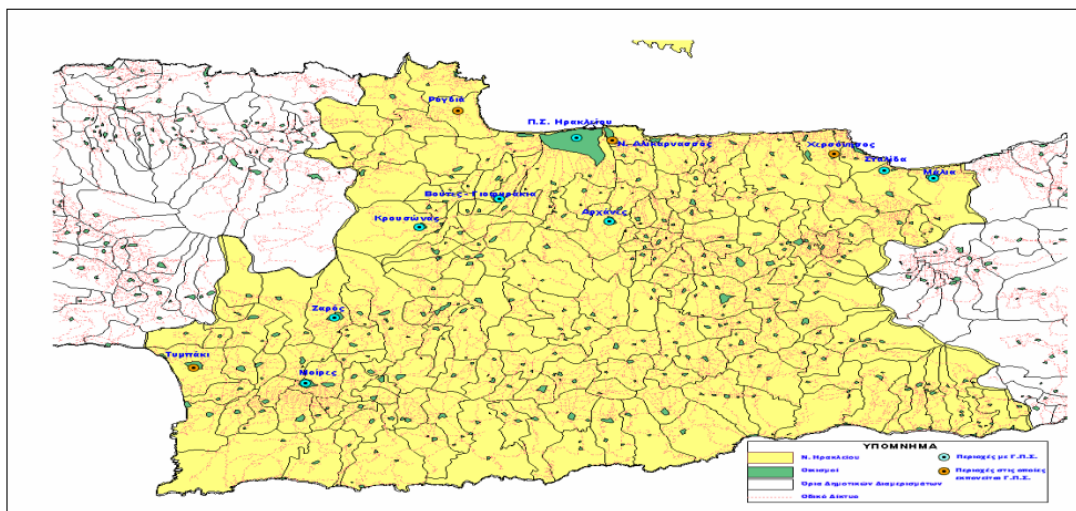 Ρογδιά
Π.Σ. Ηρακλείου
Ν. Αλικαρνασσός
Χερσόνησος
Σταλίδα
Μάλια
Βούτες - Γιοφυράκια
Κρουσώνας
Αρχάνες
Ζαρός
Τυμπάκι
Μοίρες
ΥΠΟΜΝΗΜΑ
Ν. Ηρακλείου
Οικισμοί
Όρια Δημοτικών Διαμερισμάτων
Οδικό Δίκτυο
Περιοχές με Γ.Π.Σ.
Περιοχές στις οποίες
εκπονείται Γ.Π.Σ.